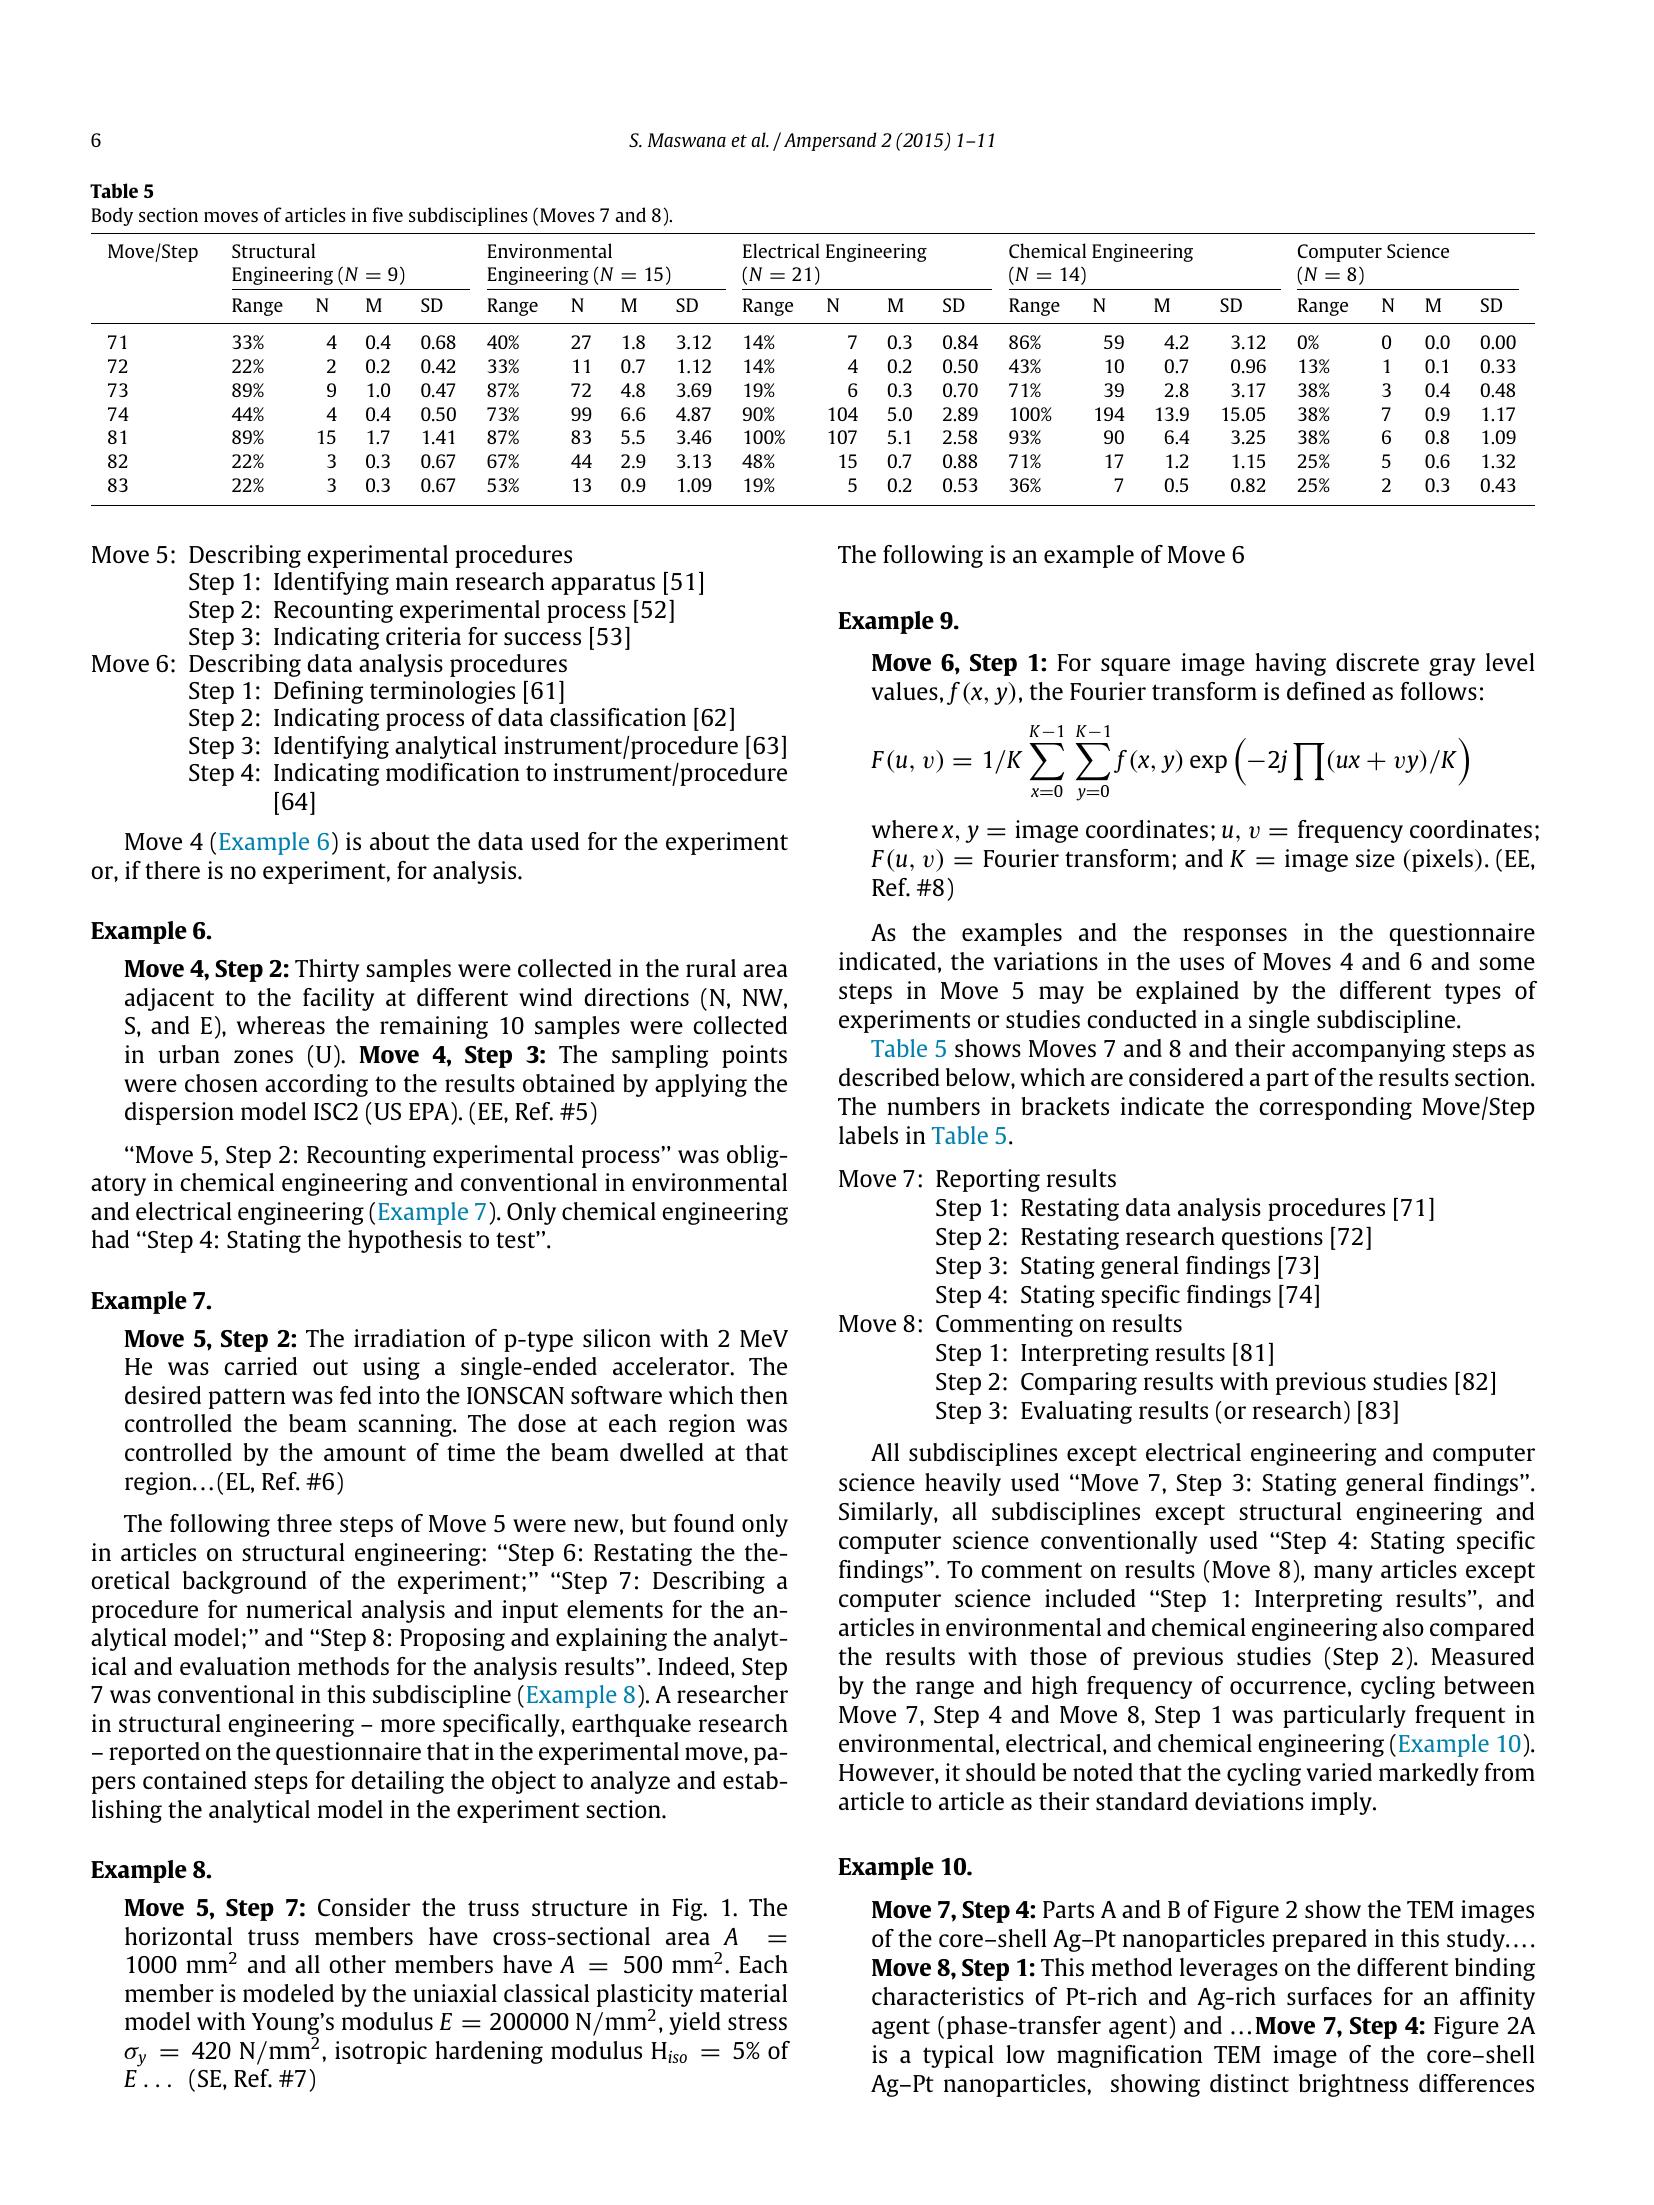 6
S. Maswana et al. / Ampersand 2 (2015) 1–11
Table 5
Body section moves of articles in five subdisciplines (Moves 7 and 8).
Move/Step Structural Engineering (N = 9) Environmental Engineering (N = 15) Electrical Engineering (N = 21) Chemical Engineering (N = 14) Computer Science (N = 8)
Range N M SD Range N M SD Range N M SD Range N M SD Range N M SD
71 33% 4 0.4 0.68 40% 27 1.8 3.12 14% 7 0.3 0.84 86% 59 4.2 3.12 0% 0 0.0 0.00
72 22% 2 0.2 0.42 33% 11 0.7 1.12 14% 4 0.2 0.50 43% 10 0.7 0.96 13% 1 0.1 0.33
73 89% 9 1.0 0.47 87% 72 4.8 3.69 19% 6 0.3 0.70 71% 39 2.8 3.17 38% 3 0.4 0.48
74 44% 4 0.4 0.50 73% 99 6.6 4.87 90% 104 5.0 2.89 100% 194 13.9 15.05 38% 7 0.9 1.17
81 89% 15 1.7 1.41 87% 83 5.5 3.46 100% 107 5.1 2.58 93% 90 6.4 3.25 38% 6 0.8 1.09
82 22% 3 0.3 0.67 67% 44 2.9 3.13 48% 15 0.7 0.88 71% 17 1.2 1.15 25% 5 0.6 1.32
83 22% 3 0.3 0.67 53% 13 0.9 1.09 19% 5 0.2 0.53 36% 7 0.5 0.82 25% 2 0.3 0.43
Move 5: Describing experimental procedures
Step 1: Identifying main research apparatus [51]
Step 2: Recounting experimental process [52]
Step 3: Indicating criteria for success [53]
Move 6: Describing data analysis procedures
Step 1: Defining terminologies [61]
Step 2: Indicating process of data classification [62]
Step 3: Identifying analytical instrument/procedure [63]
Step 4: Indicating modification to instrument/procedure
[64]
Move 4 (Example 6) is about the data used for the experiment
or, if there is no experiment, for analysis.
Example 6.
Move 4, Step 2: Thirty samples were collected in the rural area
adjacent to the facility at different wind directions (N, NW,
S, and E), whereas the remaining 10 samples were collected
in urban zones (U). Move 4, Step 3: The sampling points
were chosen according to the results obtained by applying the
dispersion model ISC2 (US EPA). (EE, Ref. #5)
‘‘Move 5, Step 2: Recounting experimental process’’ was oblig-
atory in chemical engineering and conventional in environmental
and electrical engineering (Example 7). Only chemical engineering
had ‘‘Step 4: Stating the hypothesis to test’’.
Example 7.
Move 5, Step 2: The irradiation of p-type silicon with 2 MeV
He was carried out using a single-ended accelerator. The
desired pattern was fed into the IONSCAN software which then
controlled the beam scanning. The dose at each region was
controlled by the amount of time the beam dwelled at that
region…(EL, Ref. #6)
The following three steps of Move 5 were new, but found only
in articles on structural engineering: ‘‘Step 6: Restating the the-
oretical background of the experiment;’’ ‘‘Step 7: Describing a
procedure for numerical analysis and input elements for the an-
alytical model;’’ and ‘‘Step 8: Proposing and explaining the analyt-
ical and evaluation methods for the analysis results’’. Indeed, Step
7 was conventional in this subdiscipline (Example 8). A researcher
in structural engineering – more specifically, earthquake research
– reported on the questionnaire that in the experimental move, pa-
pers contained steps for detailing the object to analyze and estab-
lishing the analytical model in the experiment section.
Example 8.
Move 5, Step 7: Consider the truss structure in Fig. 1. The
horizontal truss members have cross-sectional area A =
1000 mm² and all other members have A = 500 mm². Each
member is modeled by the uniaxial classical plasticity material
model with Young’s modulus E = 200000 N/mm², yield stress
σy = 420 N/mm², isotropic hardening modulus Hiso = 5% of
E… (SE, Ref. #7)
The following is an example of Move 6
Example 9.
Move 6, Step 1: For square image having discrete gray level
values, f(x, y), the Fourier transform is defined as follows:
F(u, v) = 1/K ∑_{x=0}^{K−1} ∑_{y=0}^{K−1} f(x, y) exp (−2j ∏(ux + vy)/K)
where x, y = image coordinates; u, v = frequency coordinates;
F(u, v) = Fourier transform; and K = image size (pixels). (EE,
Ref. #8)
As the examples and the responses in the questionnaire
indicated, the variations in the uses of Moves 4 and 6 and some
steps in Move 5 may be explained by the different types of
experiments or studies conducted in a single subdiscipline.
Table 5 shows Moves 7 and 8 and their accompanying steps as
described below, which are considered a part of the results section.
The numbers in brackets indicate the corresponding Move/Step
labels in Table 5.
Move 7: Reporting results
Step 1: Restating data analysis procedures [71]
Step 2: Restating research questions [72]
Step 3: Stating general findings [73]
Step 4: Stating specific findings [74]
Move 8: Commenting on results
Step 1: Interpreting results [81]
Step 2: Comparing results with previous studies [82]
Step 3: Evaluating results (or research) [83]
All subdisciplines except electrical engineering and computer
science heavily used ‘‘Move 7, Step 3: Stating general findings’’.
Similarly, all subdisciplines except structural engineering and
computer science conventionally used ‘‘Step 4: Stating specific
findings’’. To comment on results (Move 8), many articles except
computer science included ‘‘Step 1: Interpreting results’’, and
articles in environmental and chemical engineering also compared
the results with those of previous studies (Step 2). Measured
by the range and high frequency of occurrence, cycling between
Move 7, Step 4 and Move 8, Step 1 was particularly frequent in
environmental, electrical, and chemical engineering (Example 10).
However, it should be noted that the cycling varied markedly from
article to article as their standard deviations imply.
Example 10.
Move 7, Step 4: Parts A and B of Figure 2 show the TEM images
of the core–shell Ag–Pt nanoparticles prepared in this study….
Move 8, Step 1: This method leverages on the different binding
characteristics of Pt-rich and Ag-rich surfaces for an affinity
agent (phase-transfer agent) and …Move 7, Step 4: Figure 2A
is a typical low magnification TEM image of the core–shell
Ag–Pt nanoparticles, showing distinct brightness differences